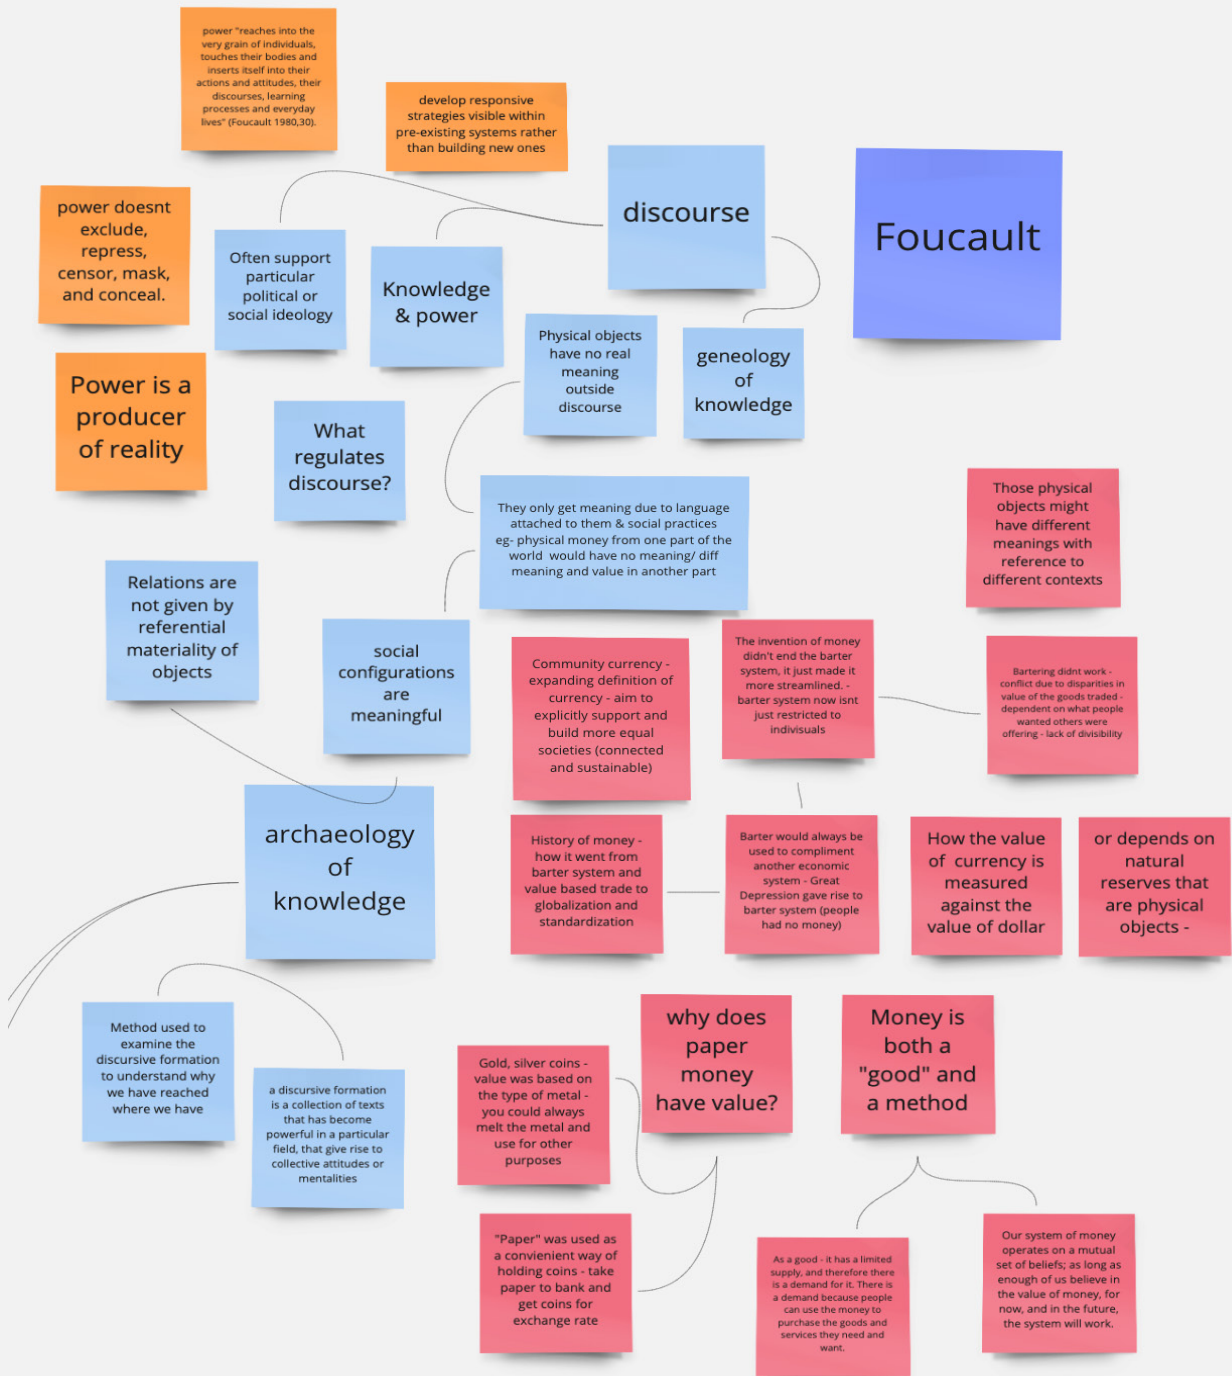 power "reaches into the
very grain of individuals,
touches their bodies and
inserts itself into their
actions and attitudes, their
discourses, learning
processes and everyday
lives" (Foucault 1980,30).
develop responsive
strategies visible within
pre-existing systems rather
than building new ones
discourse
Foucault
power doesnt
exclude,
repress,
censor, mask,
and conceal.
Often support
particular
political or
social ideology
Knowledge
& power
Physical objects
have no real
meaning
outside
discourse
geneology
of
knowledge
Power is a
producer
of reality
What
regulates
discourse?
They only get meaning due to language
attached to them & social practices
eg- physical money from one part of the
world would have no meaning/ diff
meaning and value in another part
Those physical
objects might
have different
meanings with
reference to
different contexts
Relations are
not given by
referential
materiality of
objects
social
configurations
are
meaningful
Community currency -
expanding definition of
currency - aim to
explicitly support and
build more equal
societies (connected
and sustainable)
The invention of money
didn't end the barter
system, it just made it
more streamlined. -
barter system now isnt
just restricted to
indivisuals
Bartering didnt work -
conflict due to disparities in
value of the goods traded -
dependent on what people
wanted others were
offering - lack of divisibility
archaeology
of
knowledge
History of money -
how it went from
barter system and
value based trade to
globalization and
standardization
Barter would always be
used to compliment
another economic
system - Great
Depression gave rise to
barter system (people
had no money)
How the value
of currency is
measured
against the
value of dollar
or depends on
natural
reserves that
are physical
objects -
Method used to
examine the
discursive formation
to understand why
we have reached
where we have
a discursive formation
is a collection of texts
that has become
powerful in a particular
field, that give rise to
collective attitudes or
mentalities
Gold, silver coins -
value was based on
the type of metal -
you could always
melt the metal and
use for other
purposes
why does
paper
money
have value?
Money is
both a
"good" and
a method
"Paper" was used as
a convienient way of
holding coins - take
paper to bank and
get coins for
exchange rate
As a good - it has a limited
supply, and therefore there
is a demand for it. There is
a demand because people
can use the money to
purchase the goods and
services they need and
want.
Our system of money
operates on a mutual
set of beliefs; as long as
enough of us believe in
the value of money, for
now, and in the future,
the system will work.